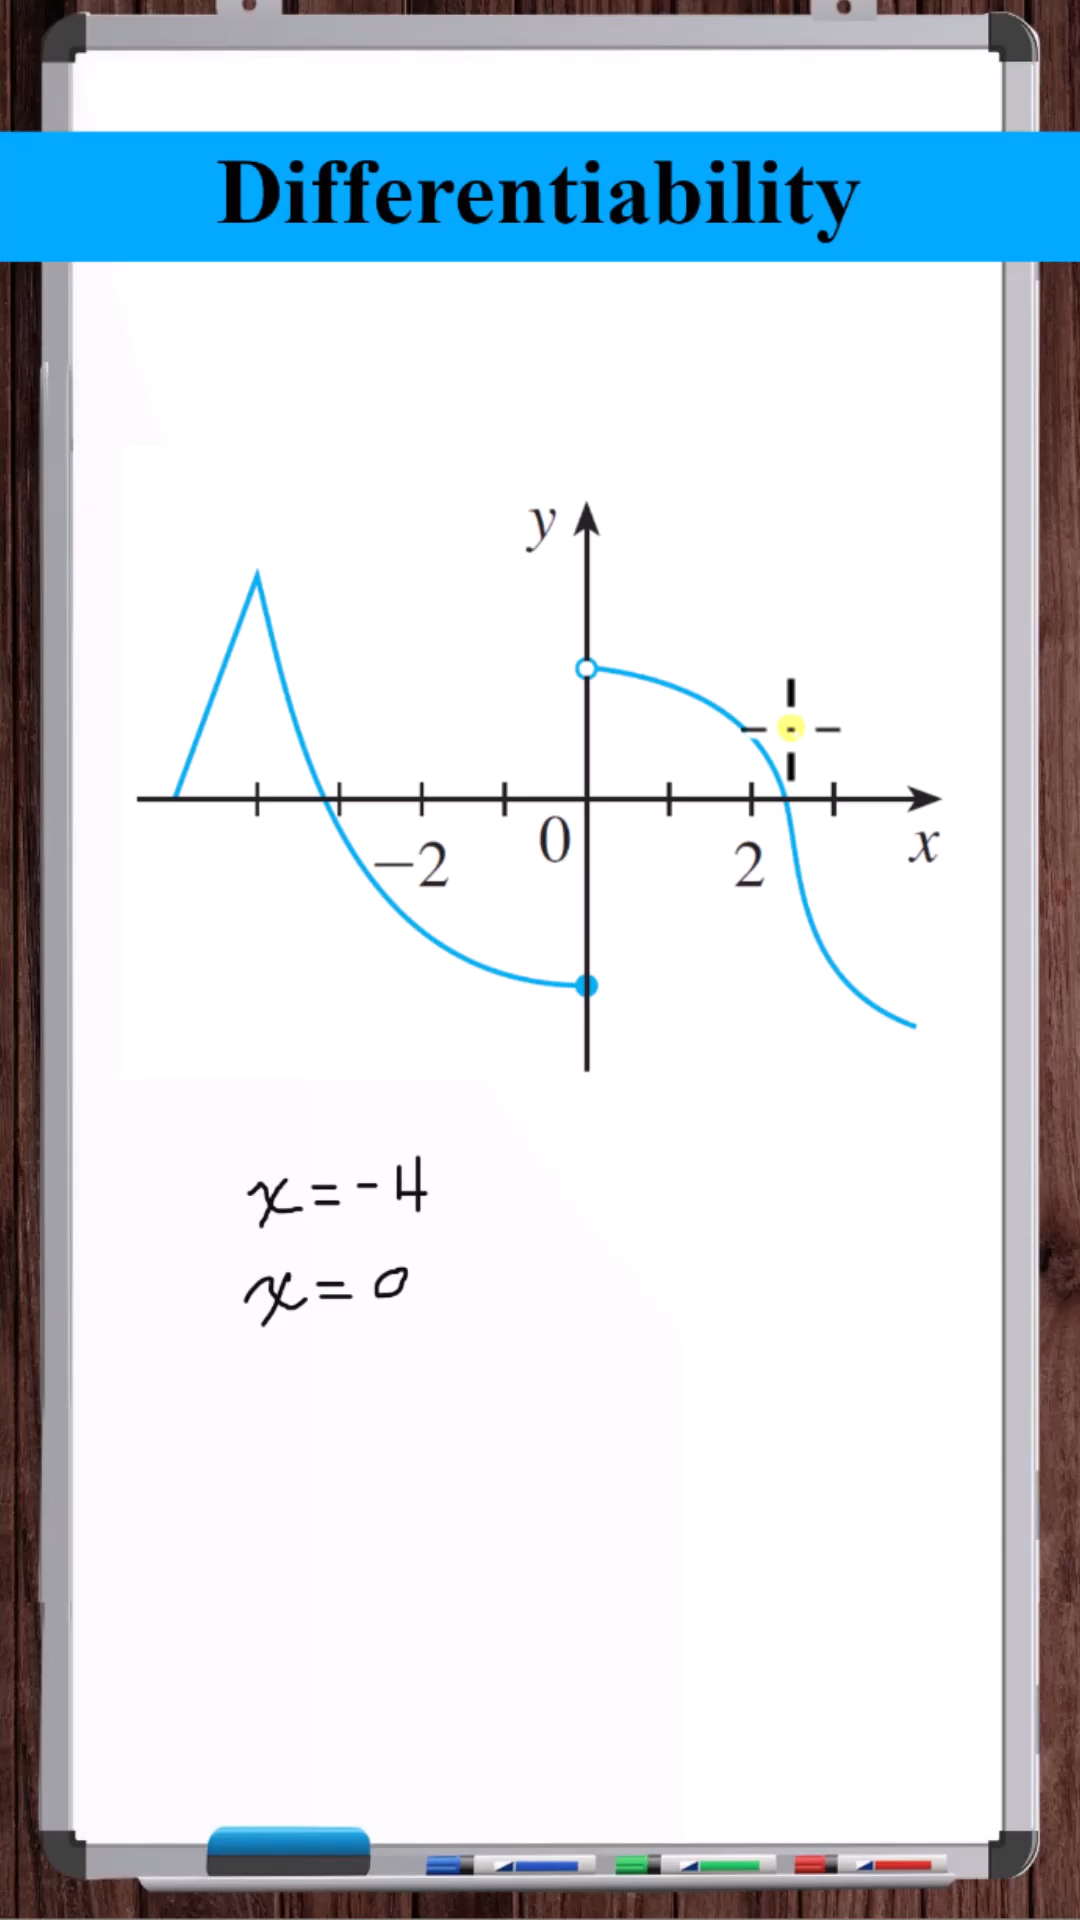 Differentiability
y
0
x
−2
2
x = -4
x = 0